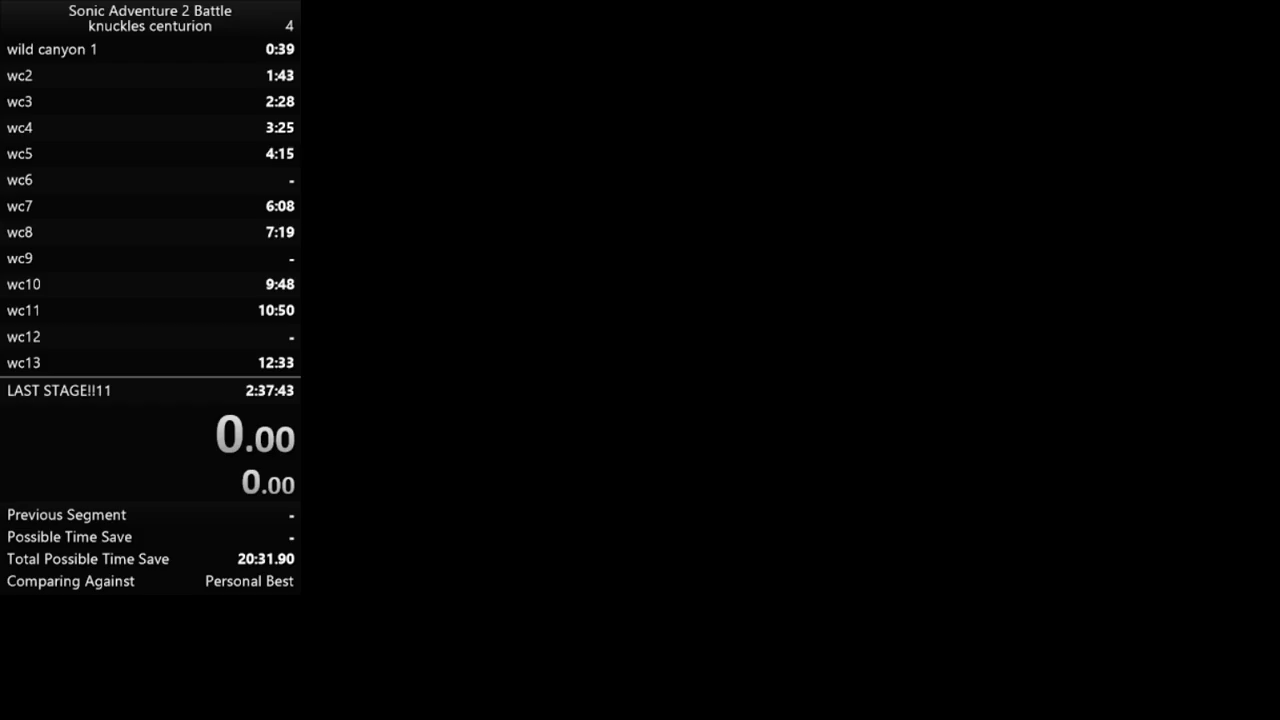 Sonic Adventure 2 Battle
knuckles centurion 4
wild canyon 1 0:39
wc2 1:43
wc3 2:28
wc4 3:25
wc5 4:15
wc6 -
wc7 6:08
wc8 7:19
wc9 -
wc10 9:48
wc11 10:50
wc12 -
wc13 12:33
LAST STAGE!!11 2:37:43
0.00
0.00
Previous Segment -
Possible Time Save -
Total Possible Time Save 20:31.90
Comparing Against Personal Best